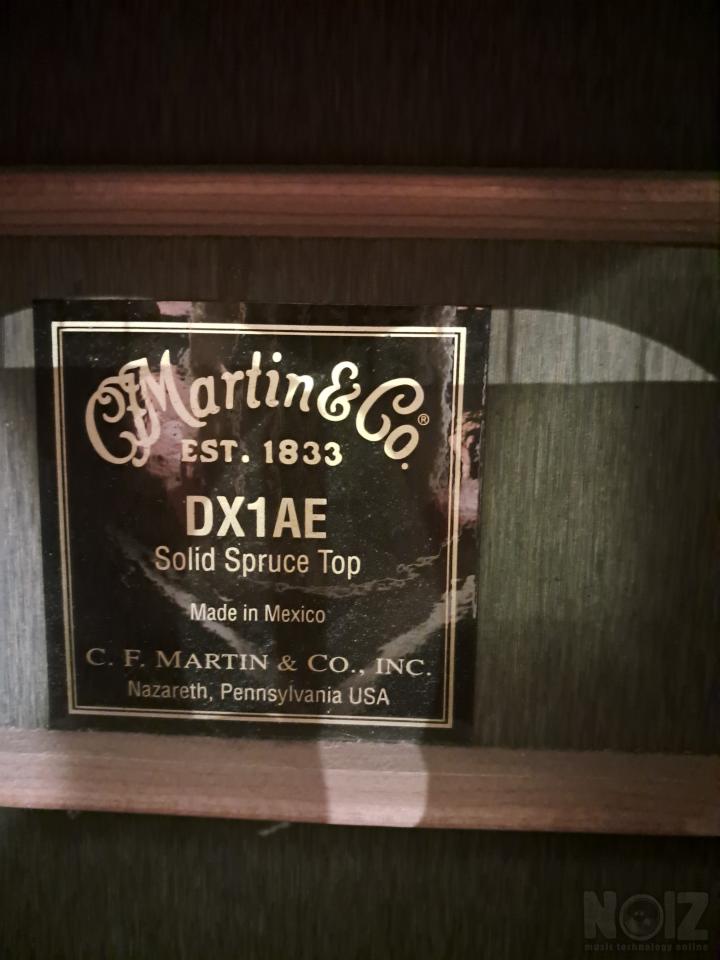 CFMartin & Co.®
EST. 1833
DX1AE
Solid Spruce Top
Made in Mexico
C. F. MARTIN & CO., INC.
Nazareth, Pennsylvania USA
NOIZ
music technology online